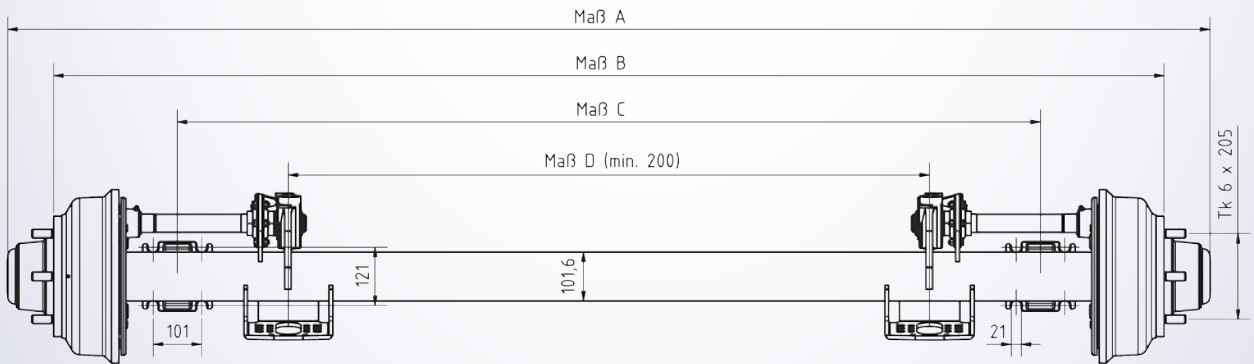 Maß A
Maß B
Maß C
Maß D (min. 200)
Tk 6 x 205
121
101,6
101
21